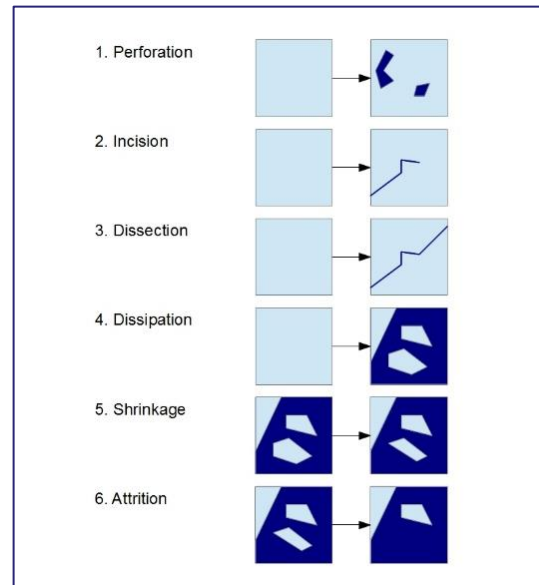 1. Perforation
2. Incision
3. Dissection
4. Dissipation
5. Shrinkage
6. Attrition